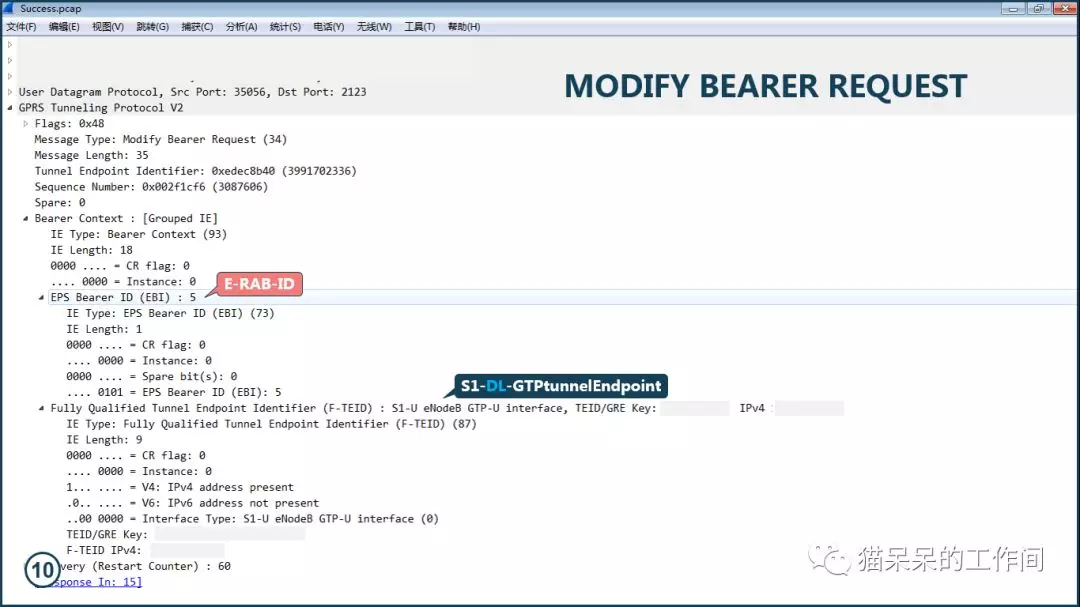 Success.pcap
文件(F) 编辑(E) 视图(V) 跳转(G) 捕获(C) 分析(A) 统计(S) 电话(Y) 无线(W) 工具(T) 帮助(H)
MODIFY BEARER REQUEST
User Datagram Protocol, Src Port: 35056, Dst Port: 2123
GPRS Tunneling Protocol V2
Flags: 0x48
Message Type: Modify Bearer Request (34)
Message Length: 35
Tunnel Endpoint Identifier: 0xedec8b40 (3991702336)
Sequence Number: 0x002f1cf6 (3087606)
Spare: 0
Bearer Context : [Grouped IE]
IE Type: Bearer Context (93)
IE Length: 18
0000 .... = CR flag: 0
.... 0000 = Instance: 0
E-RAB-ID
EPS Bearer ID (EBI) : 5
IE Type: EPS Bearer ID (EBI) (73)
IE Length: 1
0000 .... = CR flag: 0
.... 0000 = Instance: 0
0000 .... = Spare bit(s): 0
.... 0101 = EPS Bearer ID (EBI): 5
S1-DL-GTPtunnelEndpoint
Fully Qualified Tunnel Endpoint Identifier (F-TEID) : S1-U eNodeB GTP-U interface, TEID/GRE Key: IPv4 :
IE Type: Fully Qualified Tunnel Endpoint Identifier (F-TEID) (87)
IE Length: 9
0000 .... = CR flag: 0
.... 0000 = Instance: 0
1... .... = V4: IPv4 address present
.0.. .... = V6: IPv6 address not present
..00 0000 = Interface Type: S1-U eNodeB GTP-U interface (0)
TEID/GRE Key:
F-TEID IPv4:
very (Restart Counter) : 60
sponse In: 15]
10
猫呆呆的工作间